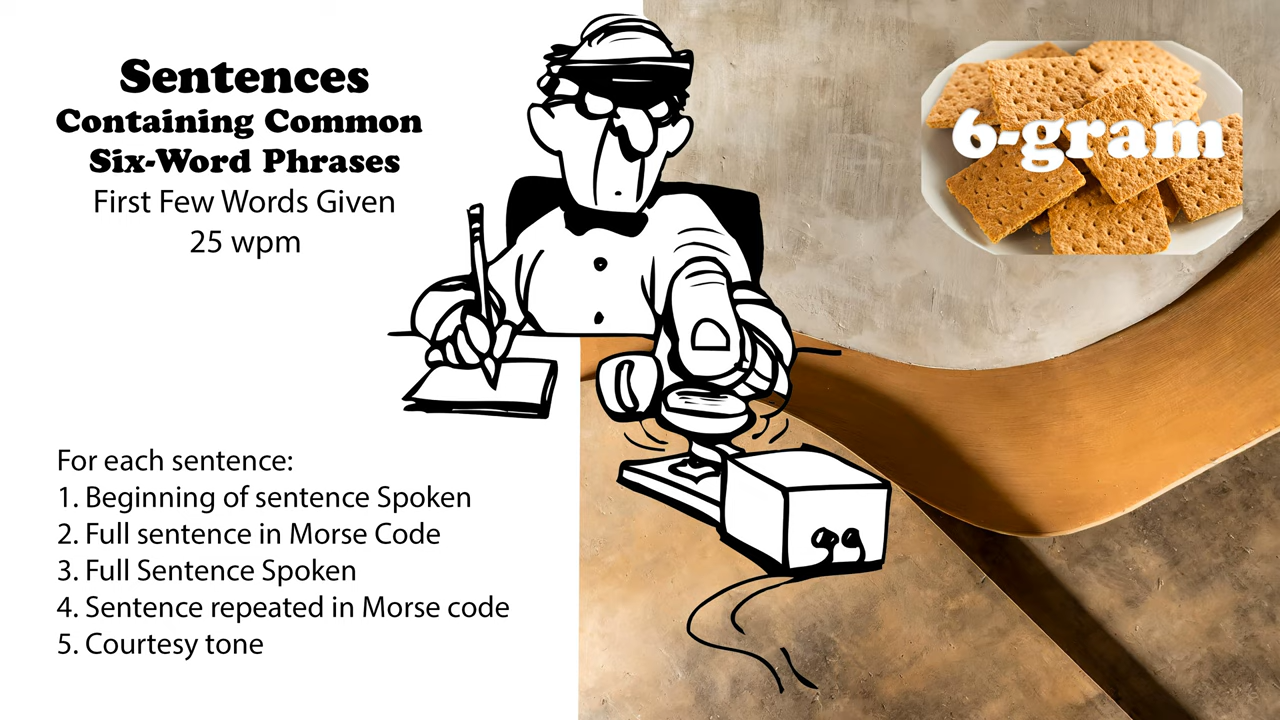 Sentences
Containing Common
Six-Word Phrases
First Few Words Given
25 wpm
6-gram
For each sentence:
1. Beginning of sentence Spoken
2. Full sentence in Morse Code
3. Full Sentence Spoken
4. Sentence repeated in Morse code
5. Courtesy tone